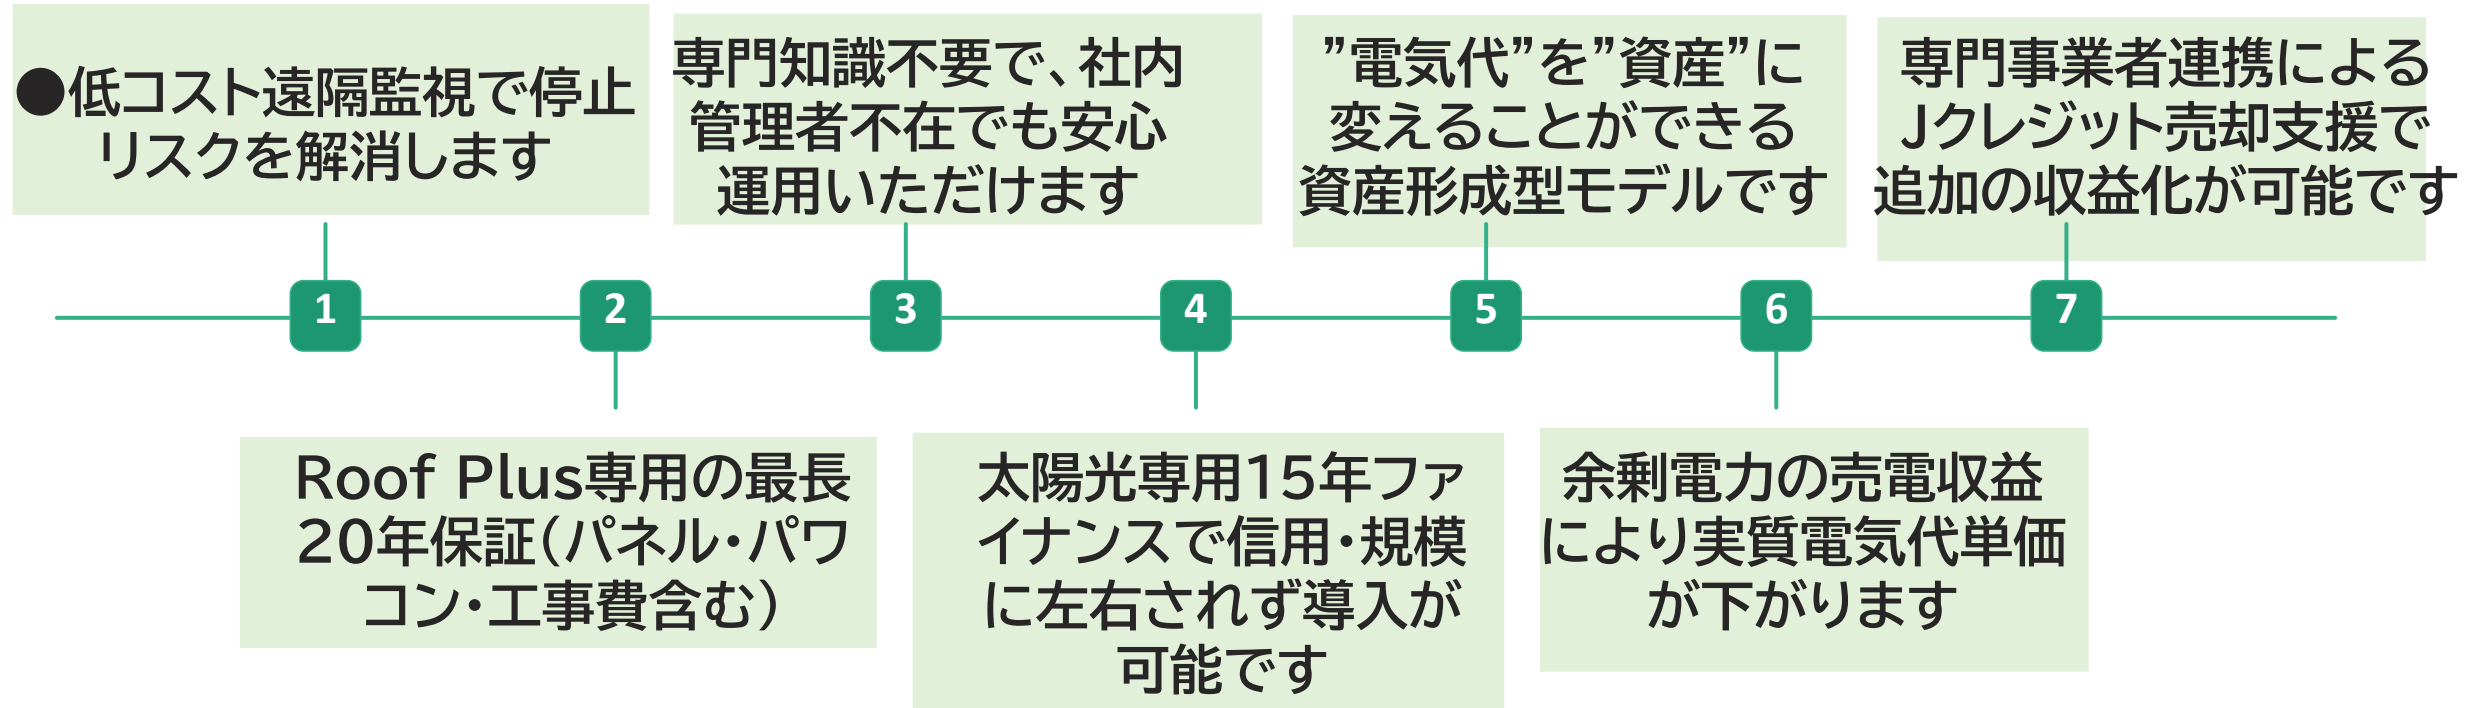 ●低コスト遠隔監視で停止
リスクを解消します
専門知識不要で、社内
管理者不在でも安心
運用いただけます
”電気代”を”資産”に
変えることができる
資産形成型モデルです
専門事業者連携による
Jクレジット売却支援で
追加の収益化が可能です
1
2
3
4
5
6
7
Roof Plus専用の最長
20年保証(パネル・パワ
コン・工事費含む)
太陽光専用15年ファ
イナンスで信用・規模
に左右されず導入が
可能です
余剰電力の売電収益
により実質電気代単価
が下がります